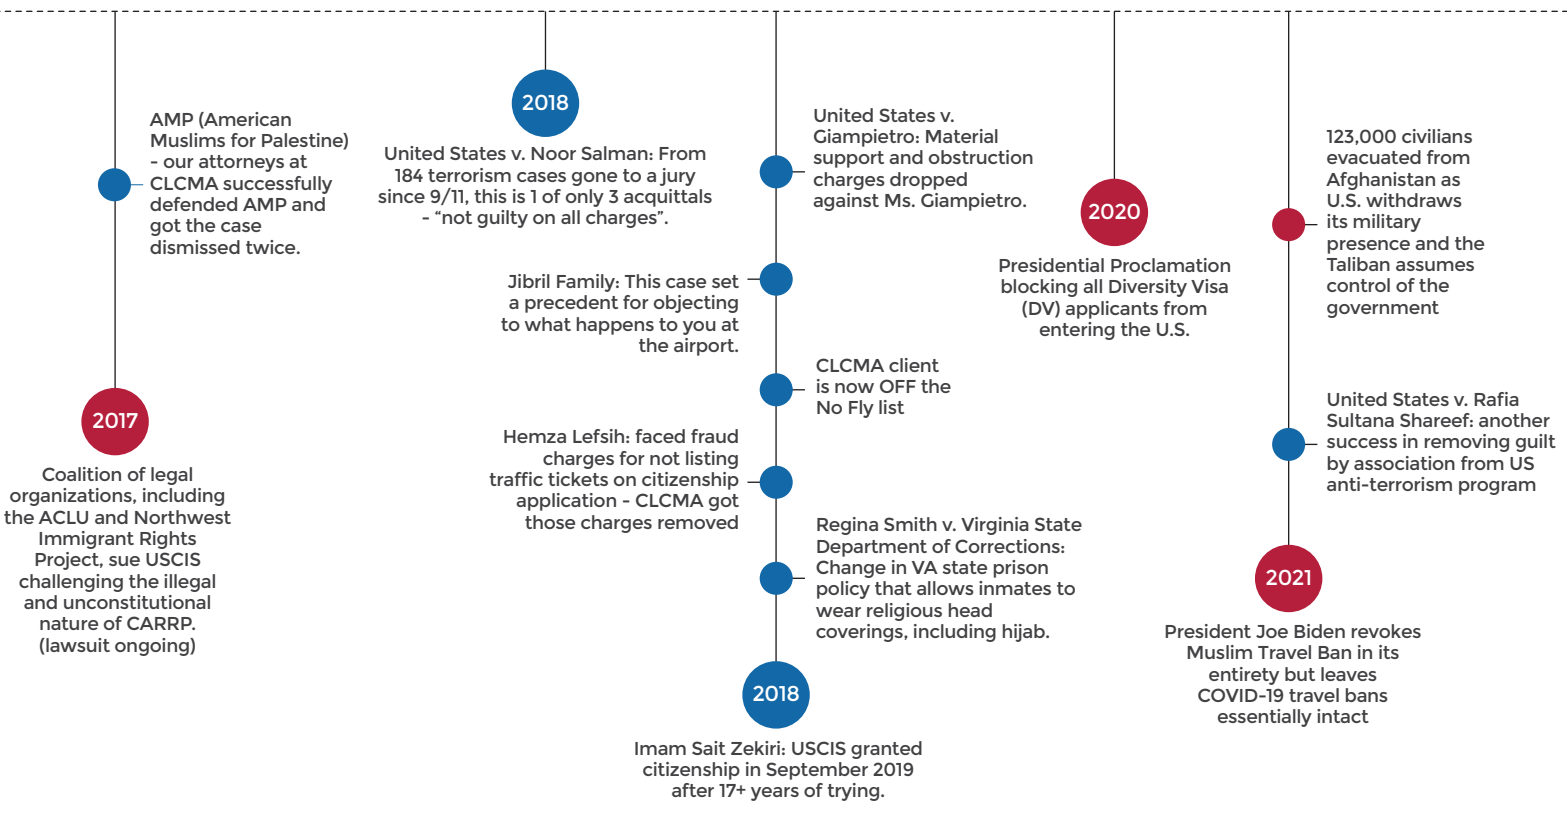 AMP (American
Muslims for Palestine)
- our attorneys at
CLCMA successfully
defended AMP and
got the case
dismissed twice.
2017
Coalition of legal
organizations, including
the ACLU and Northwest
Immigrant Rights
Project, sue USCIS
challenging the illegal
and unconstitutional
nature of CARRP.
(lawsuit ongoing)
2018
United States v. Noor Salman: From
184 terrorism cases gone to a jury
since 9/11, this is 1 of only 3 acquittals
- “not guilty on all charges”.
United States v.
Giampietro: Material
support and obstruction
charges dropped
against Ms. Giampietro.
Jibril Family: This case set
a precedent for objecting
to what happens to you at
the airport.
CLCMA client
is now OFF the
No Fly list
Hemza Lefsih: faced fraud
charges for not listing
traffic tickets on citizenship
application - CLCMA got
those charges removed
Regina Smith v. Virginia State
Department of Corrections:
Change in VA state prison
policy that allows inmates to
wear religious head
coverings, including hijab.
2018
Imam Sait Zekiri: USCIS granted
citizenship in September 2019
after 17+ years of trying.
2020
Presidential Proclamation
blocking all Diversity Visa
(DV) applicants from
entering the U.S.
123,000 civilians
evacuated from
Afghanistan as
U.S. withdraws
its military
presence and the
Taliban assumes
control of the
government
United States v. Rafia
Sultana Shareef: another
success in removing guilt
by association from US
anti-terrorism program
2021
President Joe Biden revokes
Muslim Travel Ban in its
entirety but leaves
COVID-19 travel bans
essentially intact